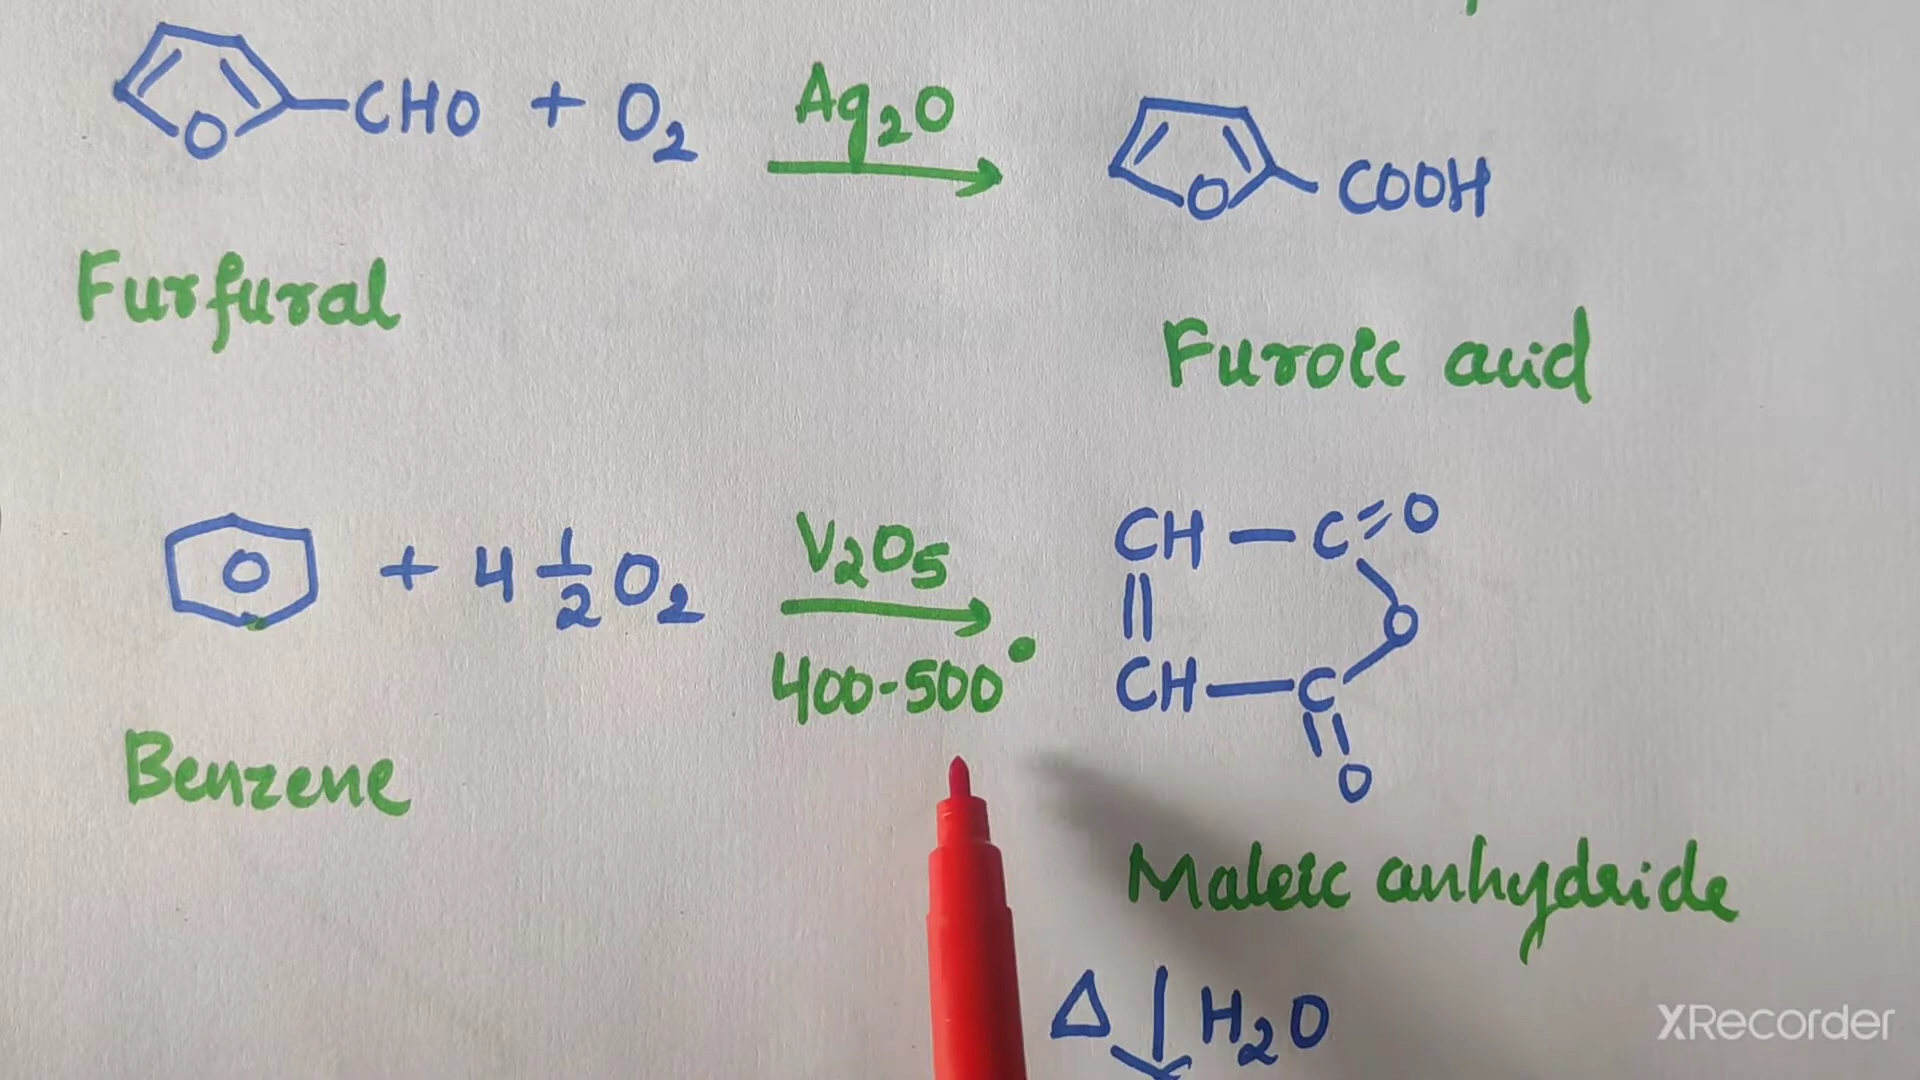 O CHO + O2 Ag2O O COOH
Furfural
Furoic acid
O + 4 1/2 O2 V2O5 CH — C = O
400-500° || O
CH — C
|| O
Benzene
Maleic anhydride
Δ ↓ H2O
XRecorder